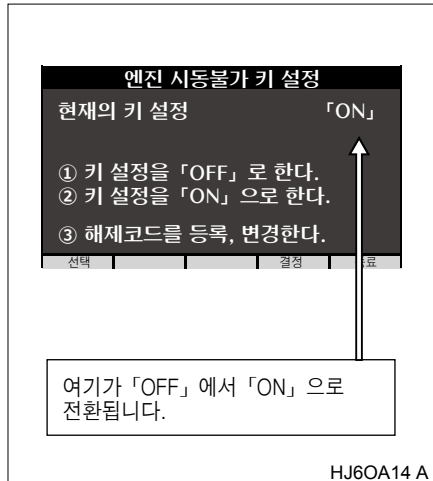 엔진 시동불가 키 설정
현재의 키 설정 「ON」
① 키 설정을「OFF」로 한다.
② 키 설정을「ON」으로 한다.
③ 해제코드를 등록, 변경한다.
선택 결정 료
여기가「OFF」에서「ON」으로
전환됩니다.
HJ6OA14 A